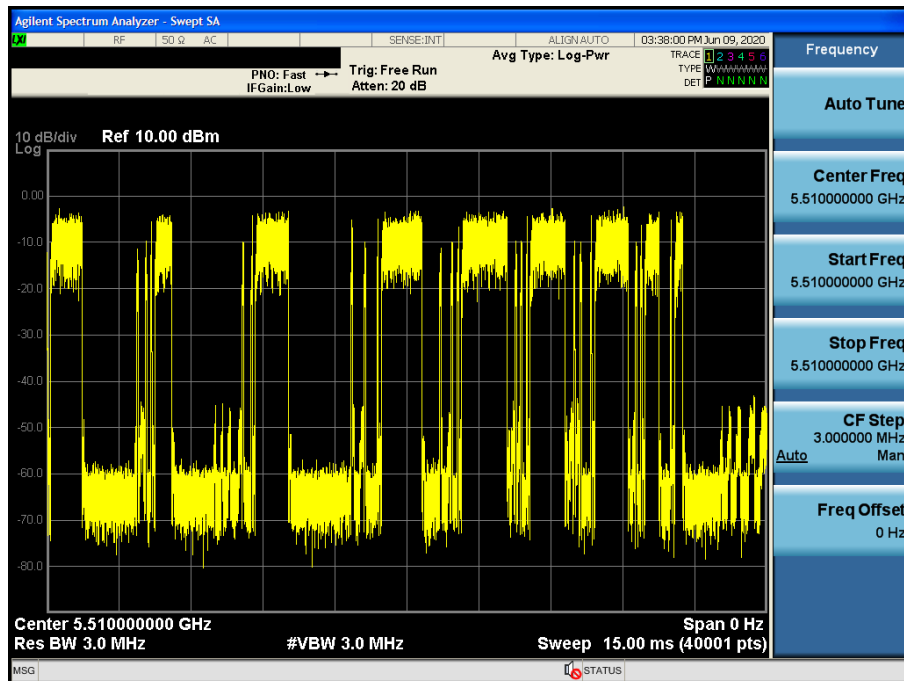 Agilent Spectrum Analyzer - Swept SA
LXI RF 50 Ω AC SENSE:INT ALIGN AUTO 03:38:00 PM Jun 09, 2020
Frequency
PNO: Fast
IFGain:Low
Trig: Free Run
Atten: 20 dB
Avg Type: Log-Pwr
TRACE 1 2 3 4 5 6
TYPE WWWWWW
DET P N N N N N
Auto Tune
10 dB/div
Log
Ref 10.00 dBm
0.00
-10.0
-20.0
-30.0
-40.0
-50.0
-60.0
-70.0
-80.0
Center Freq
5.510000000 GHz
Start Freq
5.510000000 GHz
Stop Freq
5.510000000 GHz
CF Step
3.000000 MHz
Auto Man
Freq Offset
0 Hz
Center 5.510000000 GHz Span 0 Hz
Res BW 3.0 MHz #VBW 3.0 MHz Sweep 15.00 ms (40001 pts)
MSG STATUS